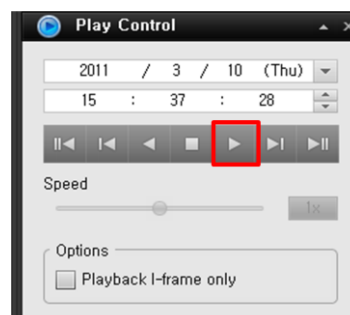 Play Control
2011 / 3 / 10 (Thu)
15 : 37 : 28
Speed
1x
Options
Playback I-frame only